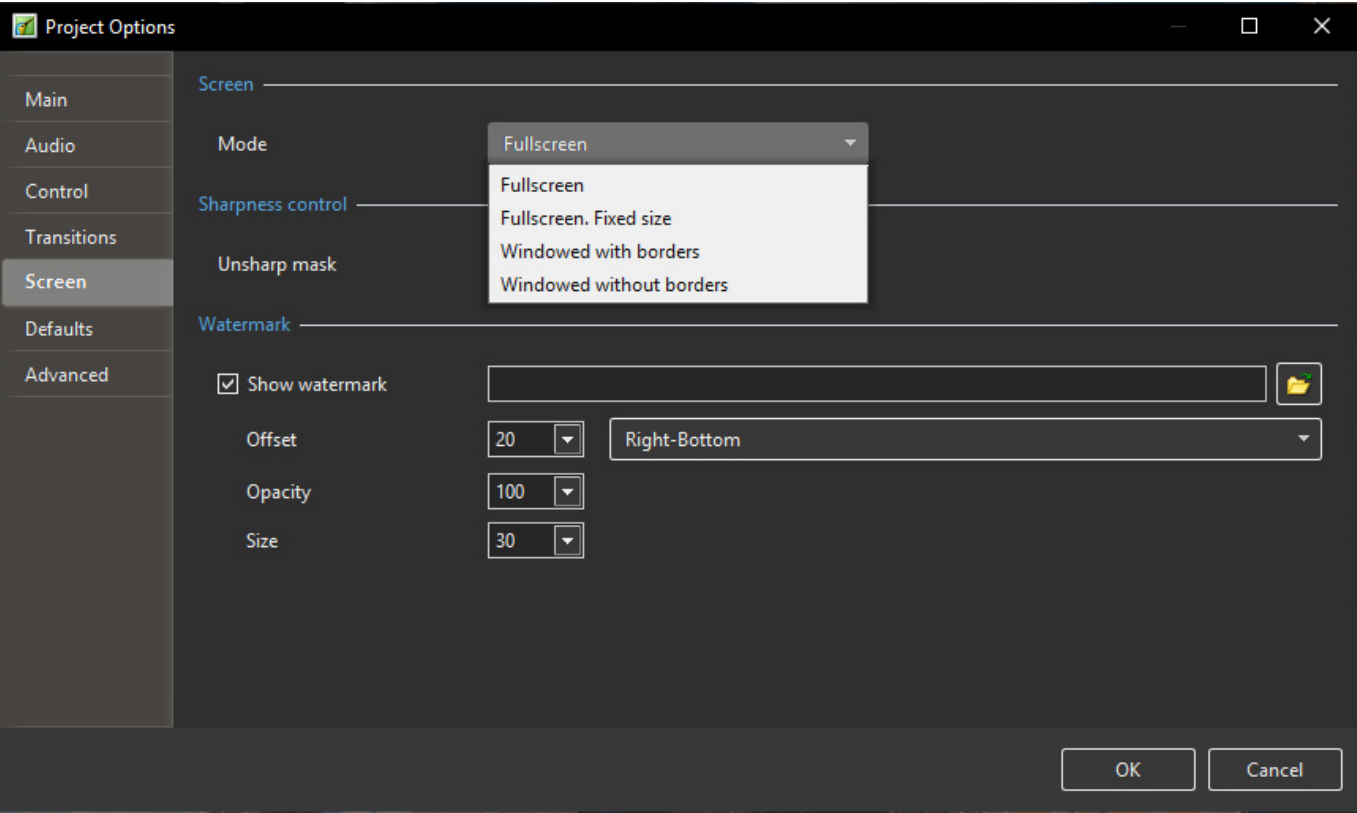 Project Options
Main
Audio
Control
Transitions
Screen
Defaults
Advanced
Screen
Mode
Fullscreen
Fullscreen
Fullscreen. Fixed size
Windowed with borders
Windowed without borders
Sharpness control
Unsharp mask
Watermark
Show watermark
Offset
20
Right-Bottom
Opacity
100
Size
30
OK
Cancel